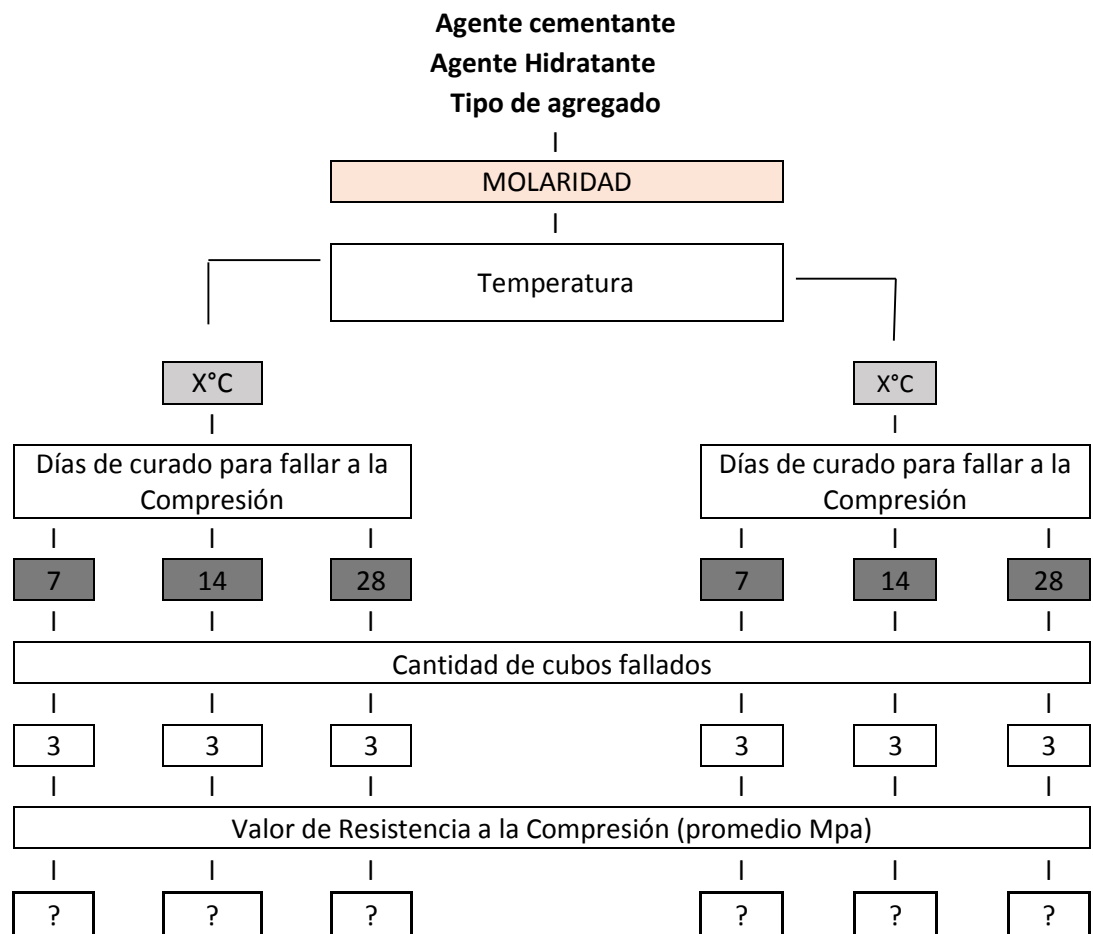 Agente cementante
Agente Hidratante
Tipo de agregado
MOLARIDAD
Temperatura
X°C X°C
Días de curado para fallar a la
Compresión
Días de curado para fallar a la
Compresión
7 14 28 7 14 28
Cantidad de cubos fallados
3 3 3 3 3 3
Valor de Resistencia a la Compresión (promedio Mpa)
? ? ? ? ? ?